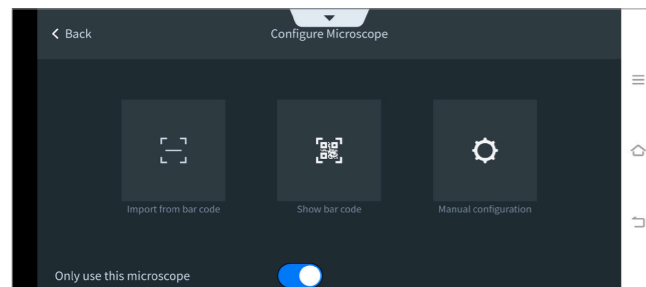 Back
Configure Microscope
Import from bar code
Show bar code
Manual configuration
Only use this microscope